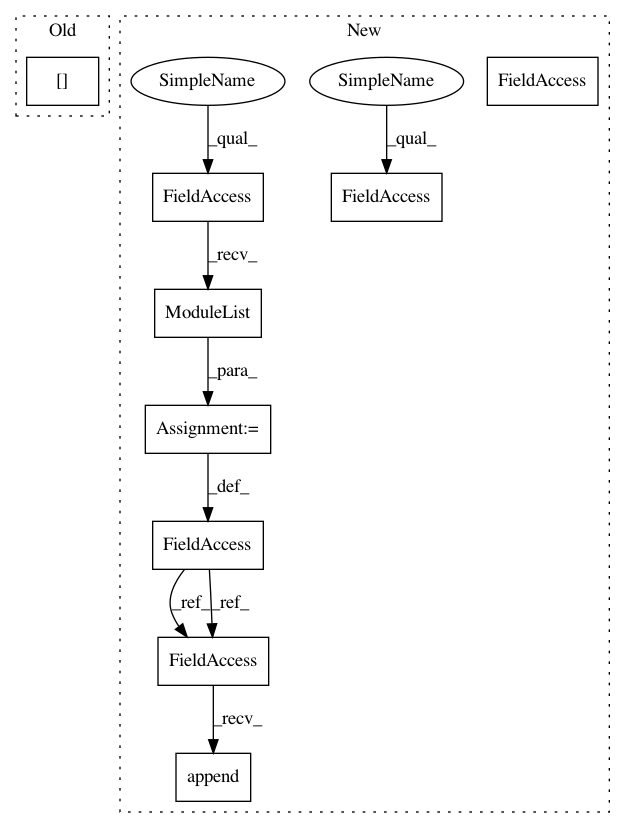 Old
New
[]
SimpleName
SimpleName
FieldAccess
_qual_
_qual_
FieldAccess
FieldAccess
_recv_
ModuleList
_para_
Assignment:=
_def_
FieldAccess
_ref_
_ref_
FieldAccess
_recv_
append